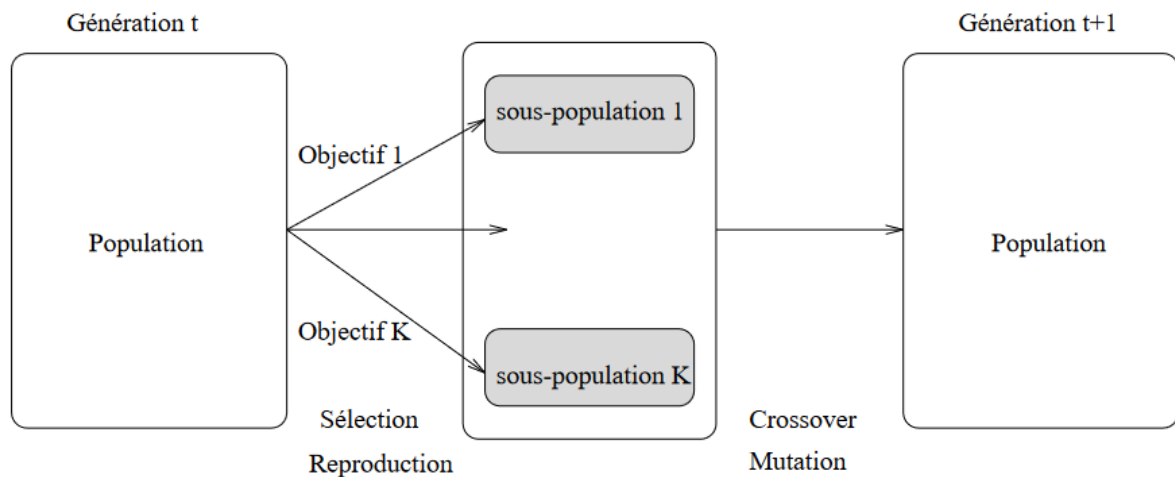 Génération t
Génération t+1
sous-population 1
Objectif 1
Population
Population
Objectif K
sous-population K
Sélection
Crossover
Reproduction
Mutation